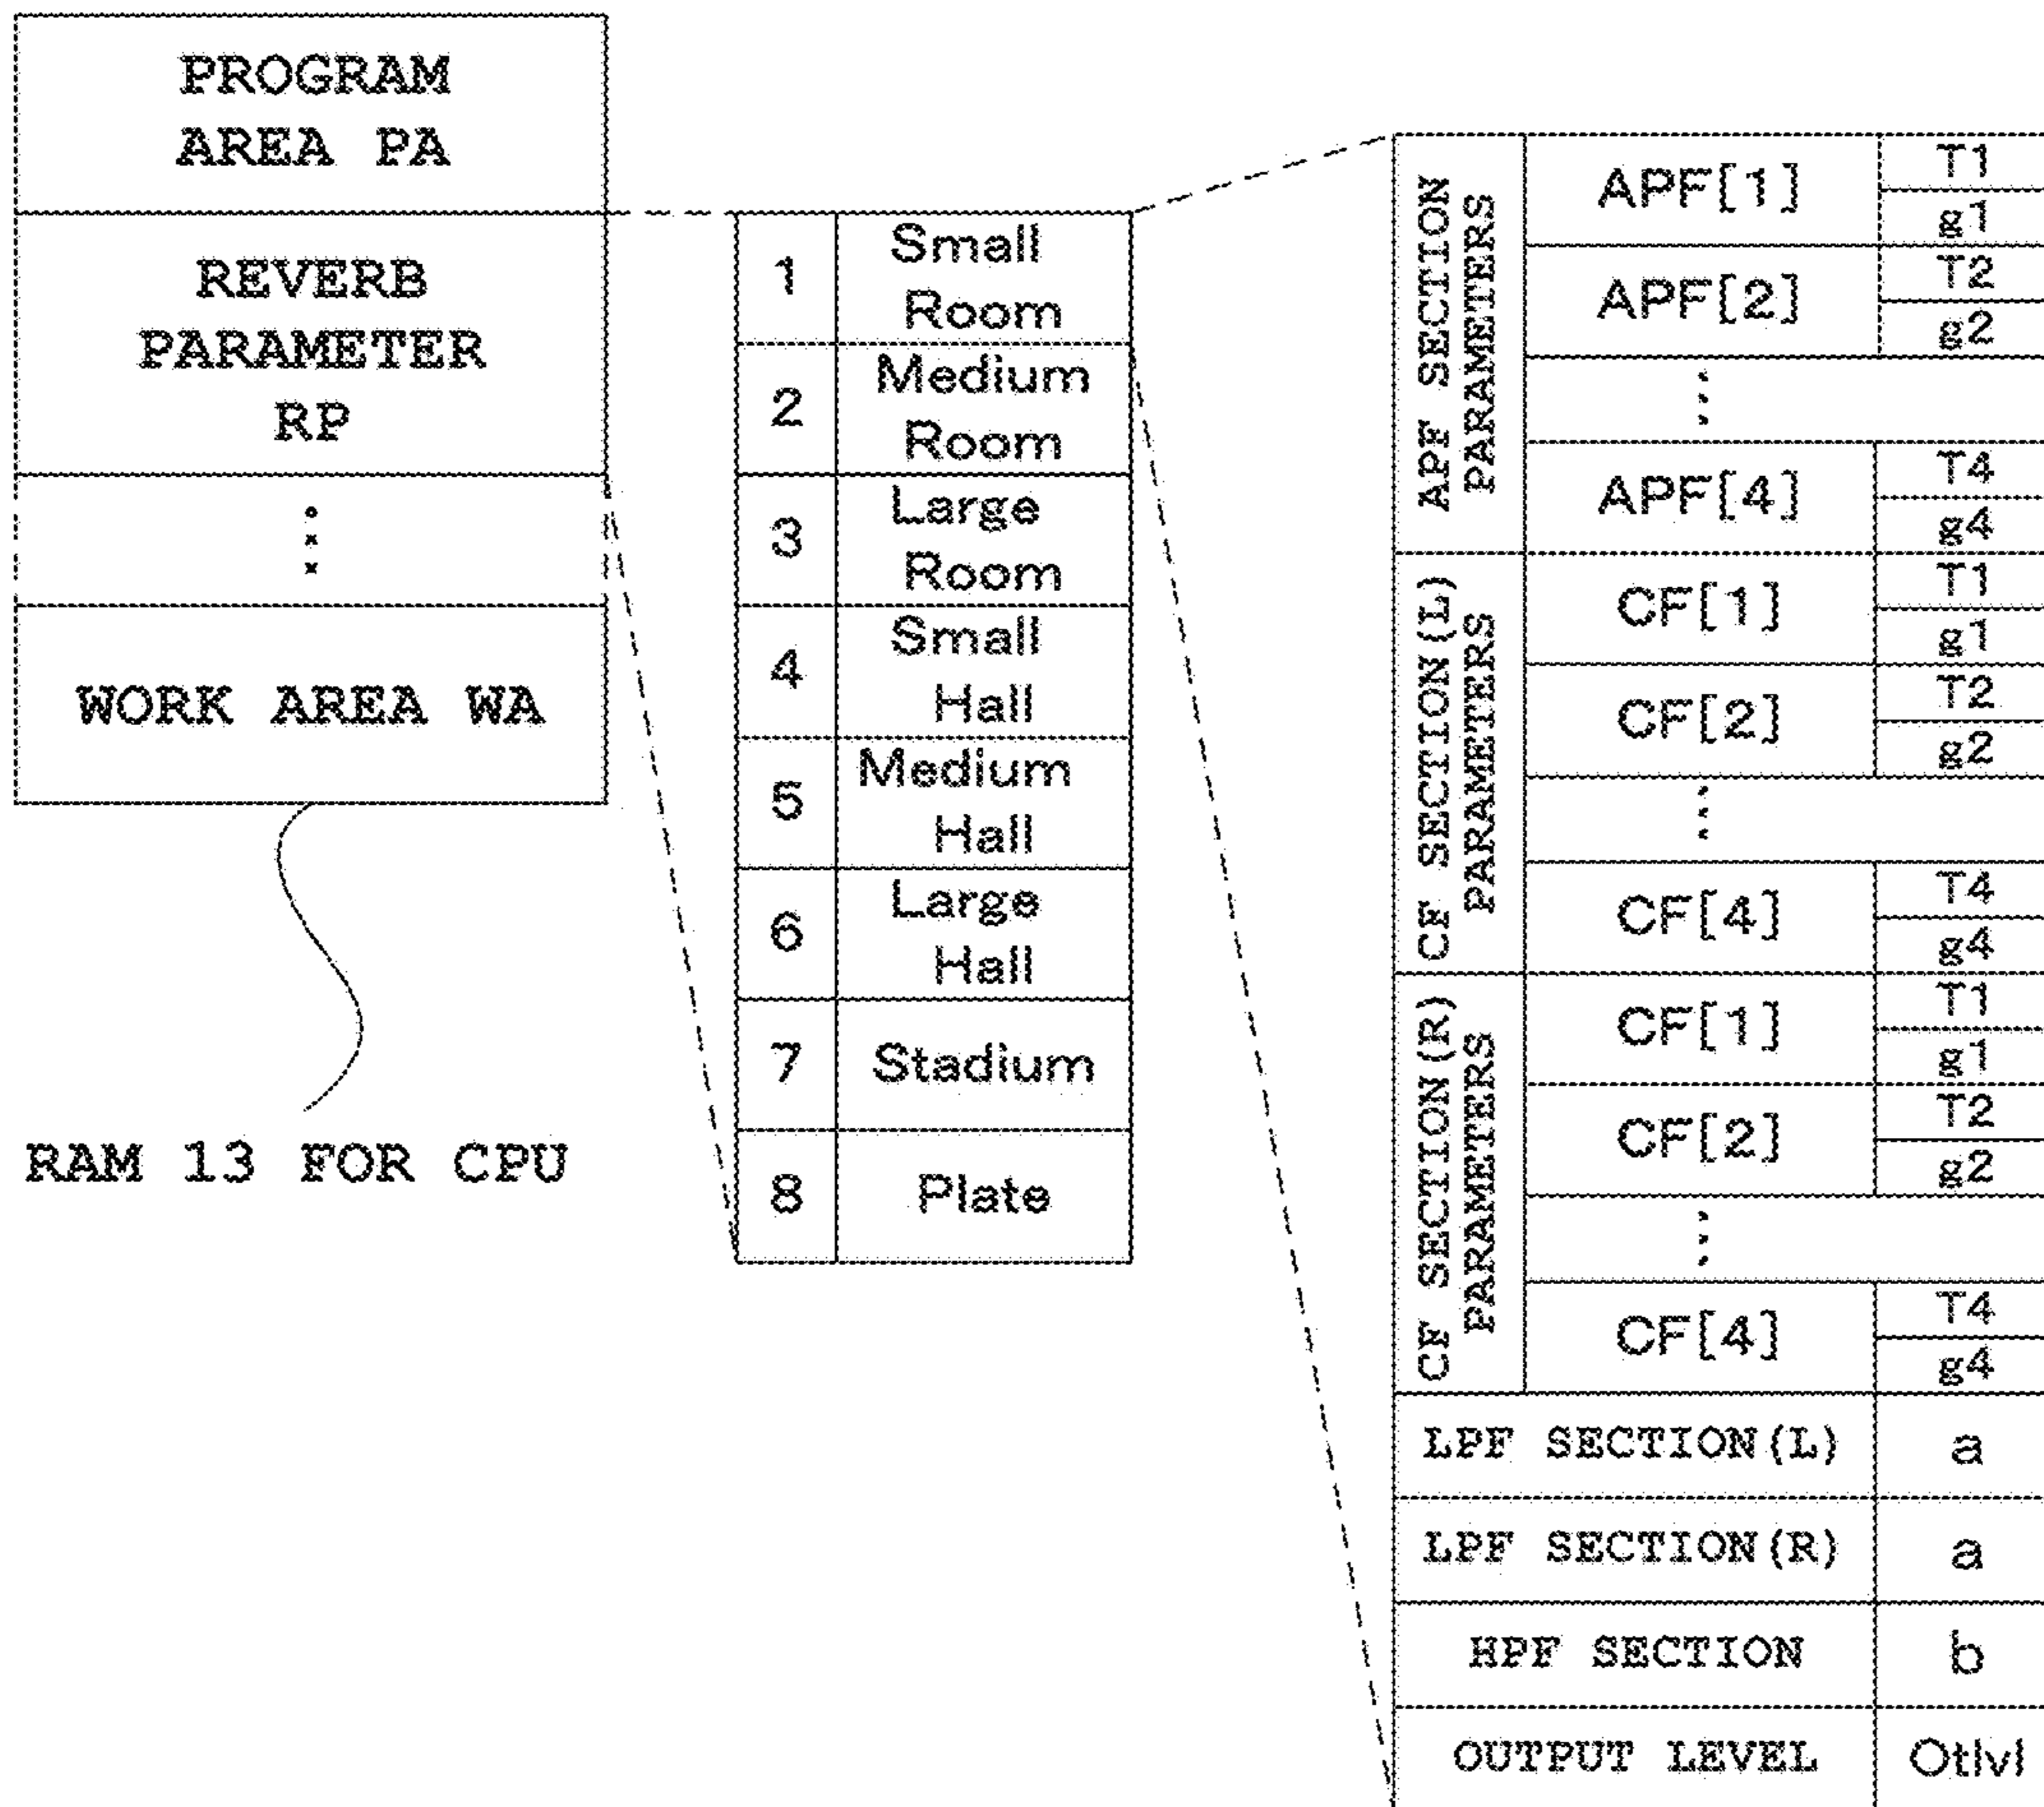 PROGRAM
AREA PA
REVERB
PARAMETER
RP
WORK AREA WA
RAM 13 FOR CPU
1 Small
Room
2 Medium
Room
3 Large
Room
4 Small
Hall
5 Medium
Hall
6 Large
Hall
7 Stadium
8 Plate
APF SECTION
PARAMETERS
APF[1] T1
g1
APF[2] T2
g2
APF[4] T4
g4
CF SECTION(L)
PARAMETERS
CF[1] T1
g1
CF[2] T2
g2
CF[4] T4
g4
CF SECTION(R)
PARAMETERS
CF[1] T1
g1
CF[2] T2
g2
CF[4] T4
g4
LPF SECTION(L) a
LPF SECTION(R) a
HPF SECTION b
OUTPUT LEVEL Otlvl